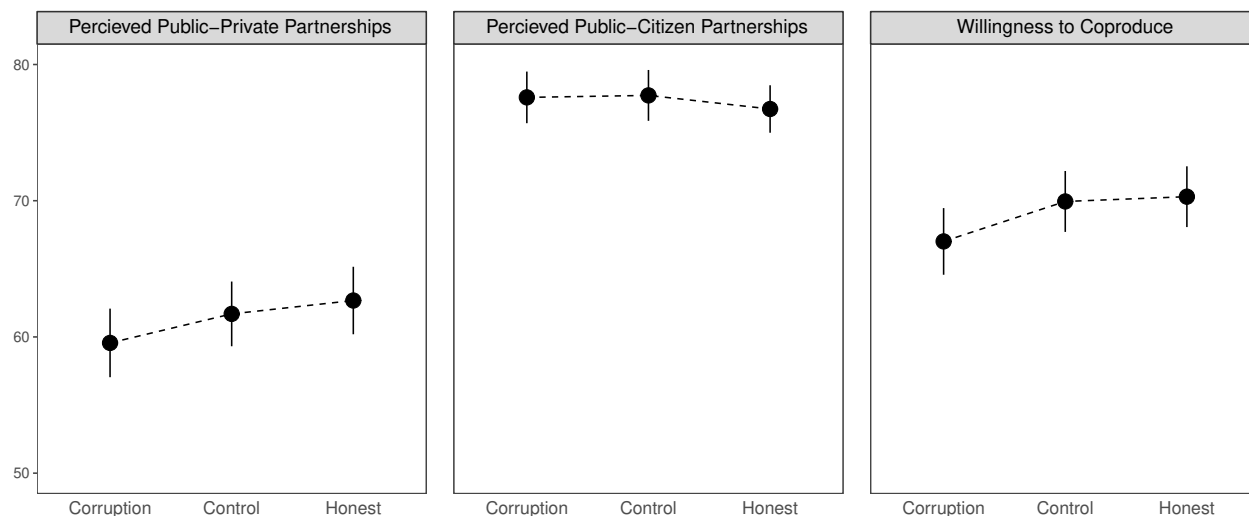 Percieved Public−Private Partnerships
Percieved Public−Citizen Partnerships
Willingness to Coproduce
80
70
60
50
Corruption Control Honest
Corruption Control Honest
Corruption Control Honest